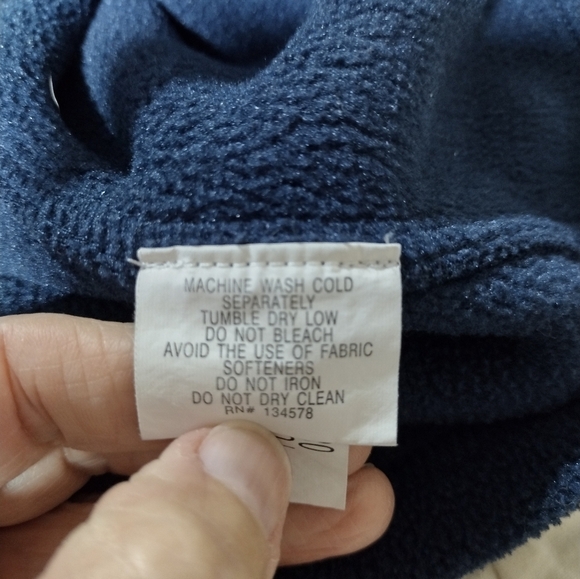 MACHINE WASH COLD
SEPARATELY
TUMBLE DRY LOW
DO NOT BLEACH
AVOID THE USE OF FABRIC
SOFTENERS
DO NOT IRON
DO NOT DRY CLEAN
RN# 134578